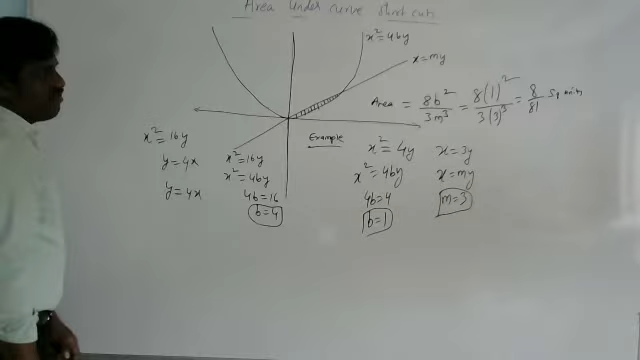 Area Under curve Short cuts
x² = 4by
x = my
Area = 8b²/3m³ = 8(1)²/3(3)³ = 8/81 Sq units
Example
x² = 16y
y = 4x
y = 4x
x² = 16y
x² = 4by
4b = 16
b = 4
x² = 4y
x² = 4by
4b = 4
b = 1
x = 3y
x = my
m = 3